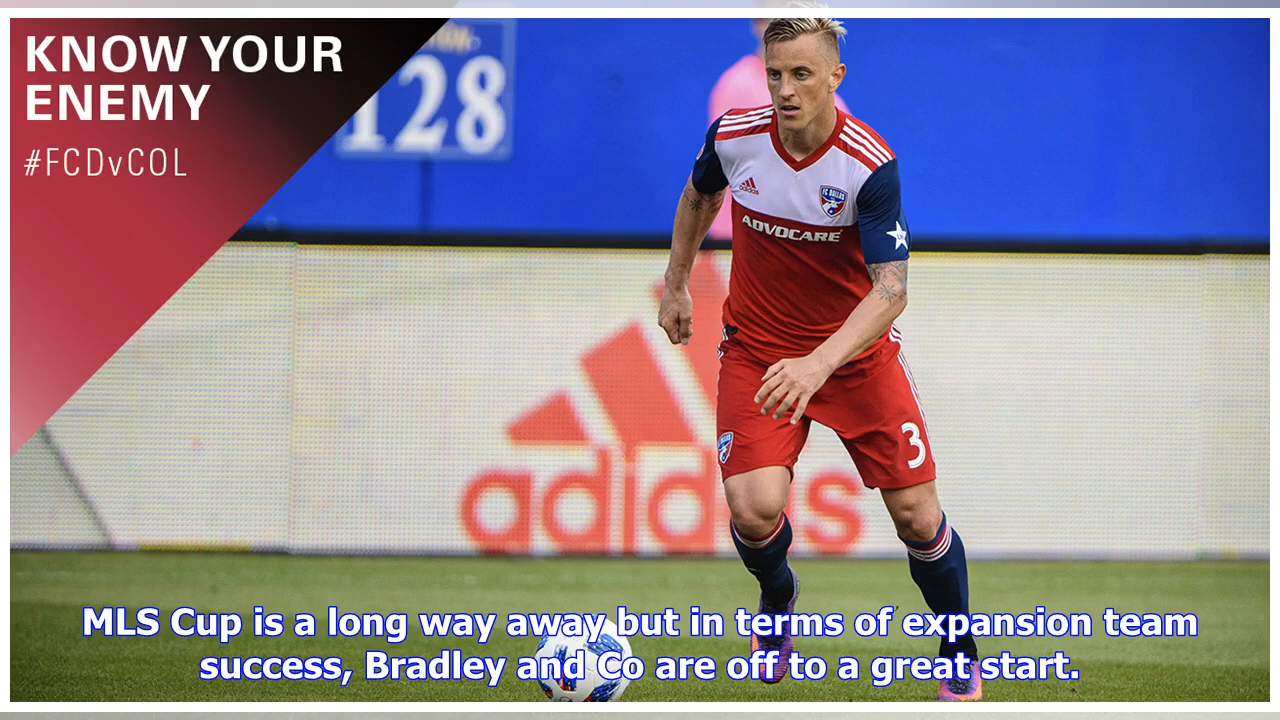 KNOW YOUR
ENEMY
#FCDvCOL
128
adidas
FC DALLAS
ADVOCARE
3
adidas
MLS Cup is a long way away but in terms of expansion team
success, Bradley and Co are off to a great start.